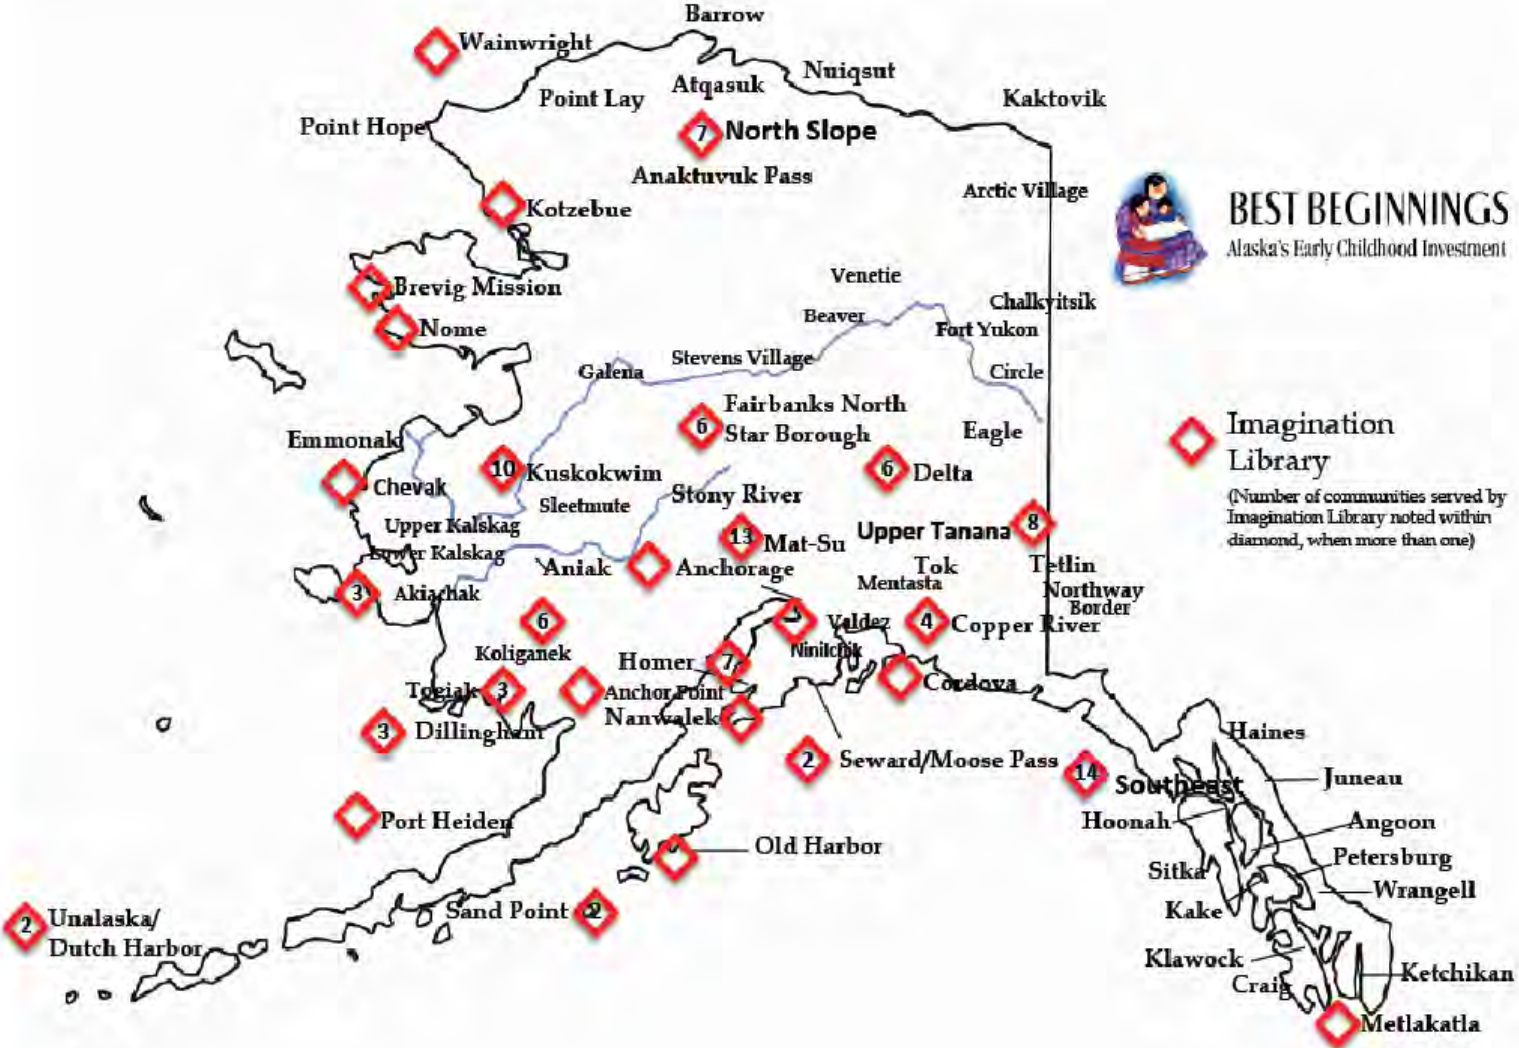 Barrow
Wainwright
Nuiqsut
Atqasuk
Point Lay
Kaktovik
Point Hope
7 North Slope
Anaktuvuk Pass
Arctic Village
Kotzebue
BEST BEGINNINGS
Alaska's Early Childhood Investment
Venetie
Brevig Mission
Chalkyitsik
Beaver
Nome
Fort Yukon
Stevens Village
Galena
Circle
Fairbanks North
6
Star Borough
Eagle
Imagination
Library
(Number of communities served by
Imagination Library noted within
diamond, when more than one)
Emmonak
10 Kuskokwim
6 Delta
Chevak
Stony River
Sleetmute
Upper Kalskag
Upper Tanana 8
13 Mat-Su
Lower Kalskag
Aniak
Anchorage
Tok
Tetlin
Mentasta
Northway
Border
3
Akiachak
6
Valdez
4 Copper River
Ninilchik
Koliganek
Homer 7
Togiak 3
Anchor Point
Cordova
Nanwalek
3 Dillingham
Haines
2 Seward/Moose Pass
14 Southeast
Juneau
Port Heiden
Hoonah
Angoon
Old Harbor
Petersburg
Sitka
Wrangell
Kake
Sand Point 2
2 Unalaska/
Dutch Harbor
Klawock
Ketchikan
Craig
Metlakatla